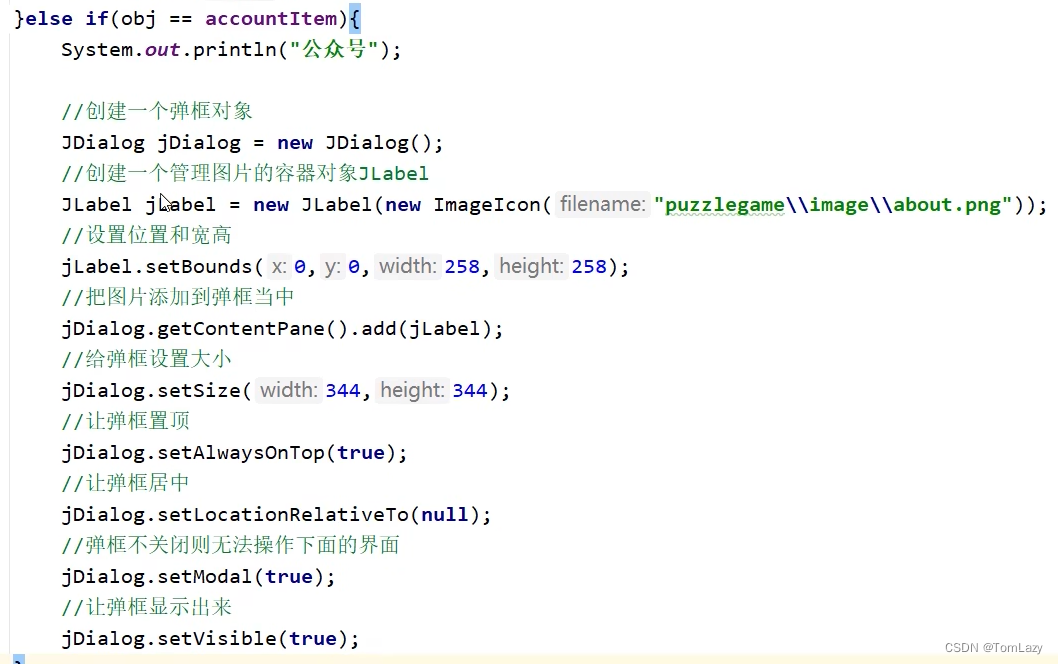 }else if(obj == accountItem){
System.out.println("公众号");
//创建一个弹框对象
JDialog jDialog = new JDialog();
//创建一个管理图片的容器对象JLabel
JLabel jLabel = new JLabel(new ImageIcon( filename: "puzzlegame\\image\\about.png"));
//设置位置和宽高
jLabel.setBounds( x: 0, y: 0, width: 258, height: 258);
//把图片添加到弹框当中
jDialog.getContentPane().add(jLabel);
//给弹框设置大小
jDialog.setSize( width: 344, height: 344);
//让弹框置顶
jDialog.setAlwaysOnTop(true);
//让弹框居中
jDialog.setLocationRelativeTo(null);
//弹框不关闭则无法操作下面的界面
jDialog.setModal(true);
//让弹框显示出来
jDialog.setVisible(true);
}
CSDN @TomLazy